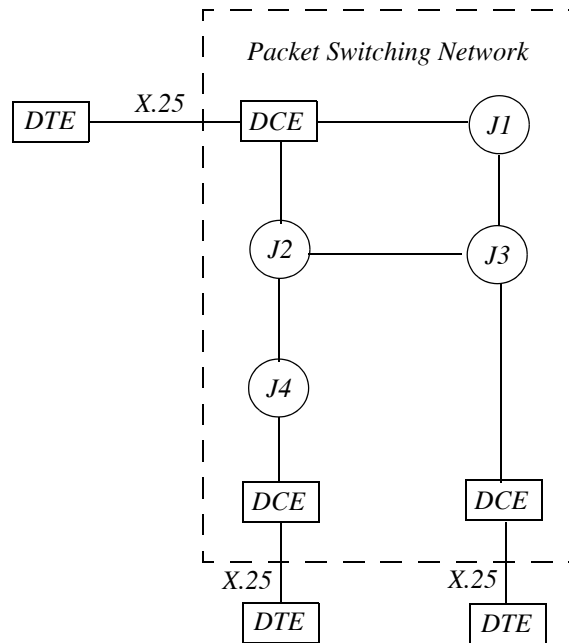 Packet Switching Network
X.25
DTE
DCE
J1
J2
J3
J4
DCE
DCE
X.25
X.25
DTE
DTE